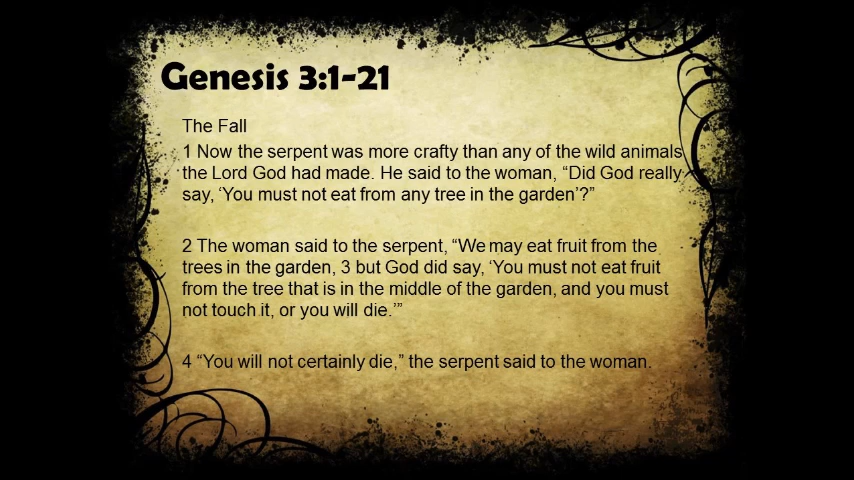 Genesis 3:1-21
The Fall
1 Now the serpent was more crafty than any of the wild animals
the Lord God had made. He said to the woman, “Did God really
say, ‘You must not eat from any tree in the garden’?”
2 The woman said to the serpent, “We may eat fruit from the
trees in the garden, 3 but God did say, ‘You must not eat fruit
from the tree that is in the middle of the garden, and you must
not touch it, or you will die.’”
4 “You will not certainly die,” the serpent said to the woman.